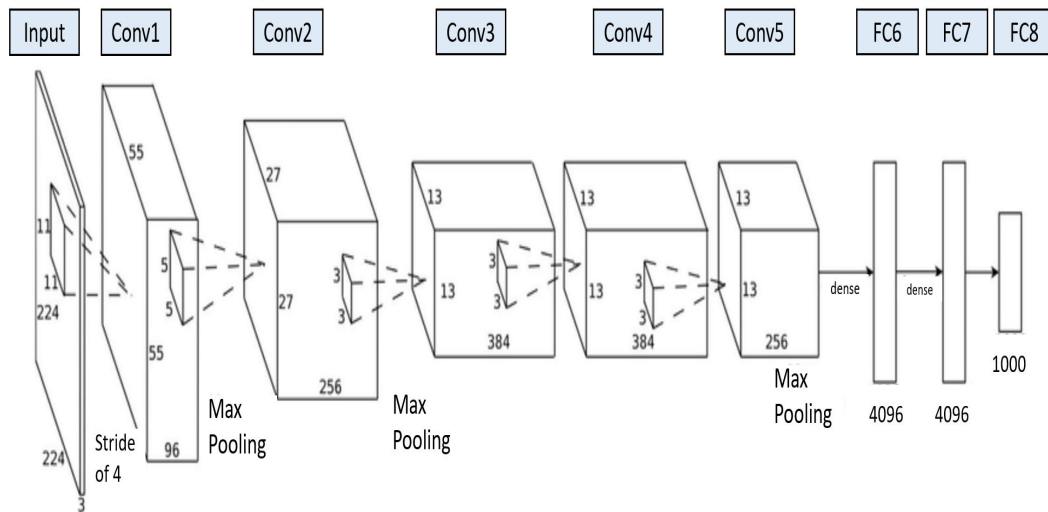 Input
Conv1
Conv2
Conv3
Conv4
Conv5
FC6
FC7
FC8
11
11
224
224
3
Stride
of 4
55
55
96
5
5
Max
Pooling
27
27
256
3
3
Max
Pooling
13
13
384
3
3
13
13
384
3
3
13
13
256
Max
Pooling
dense
4096
dense
4096
1000